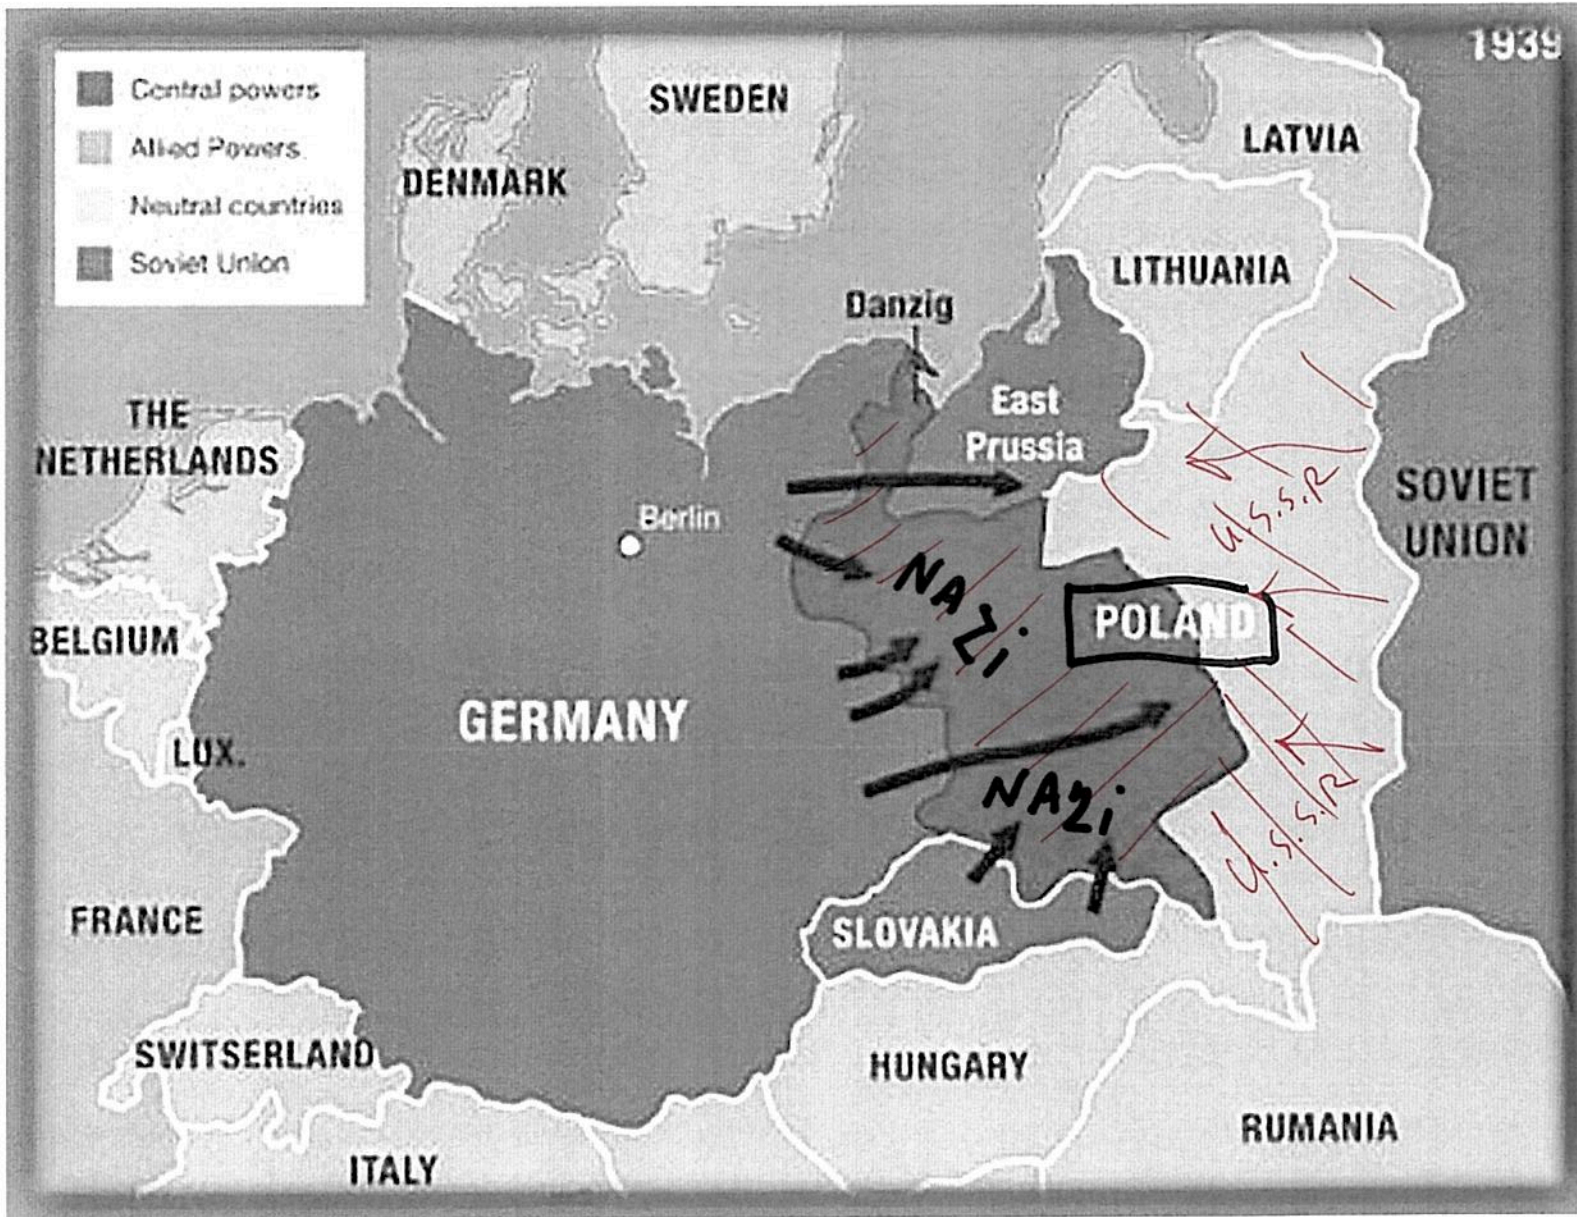 1939
Central powers
Allied Powers
Neutral countries
Soviet Union
SWEDEN
DENMARK
LATVIA
LITHUANIA
Danzig
East
Prussia
THE
NETHERLANDS
Berlin
SOVIET
UNION
U.S.S.R
NAZi
POLAND
BELGIUM
GERMANY
LUX.
NAZi
U.S.S.R
FRANCE
SLOVAKIA
SWITSERLAND
HUNGARY
RUMANIA
ITALY